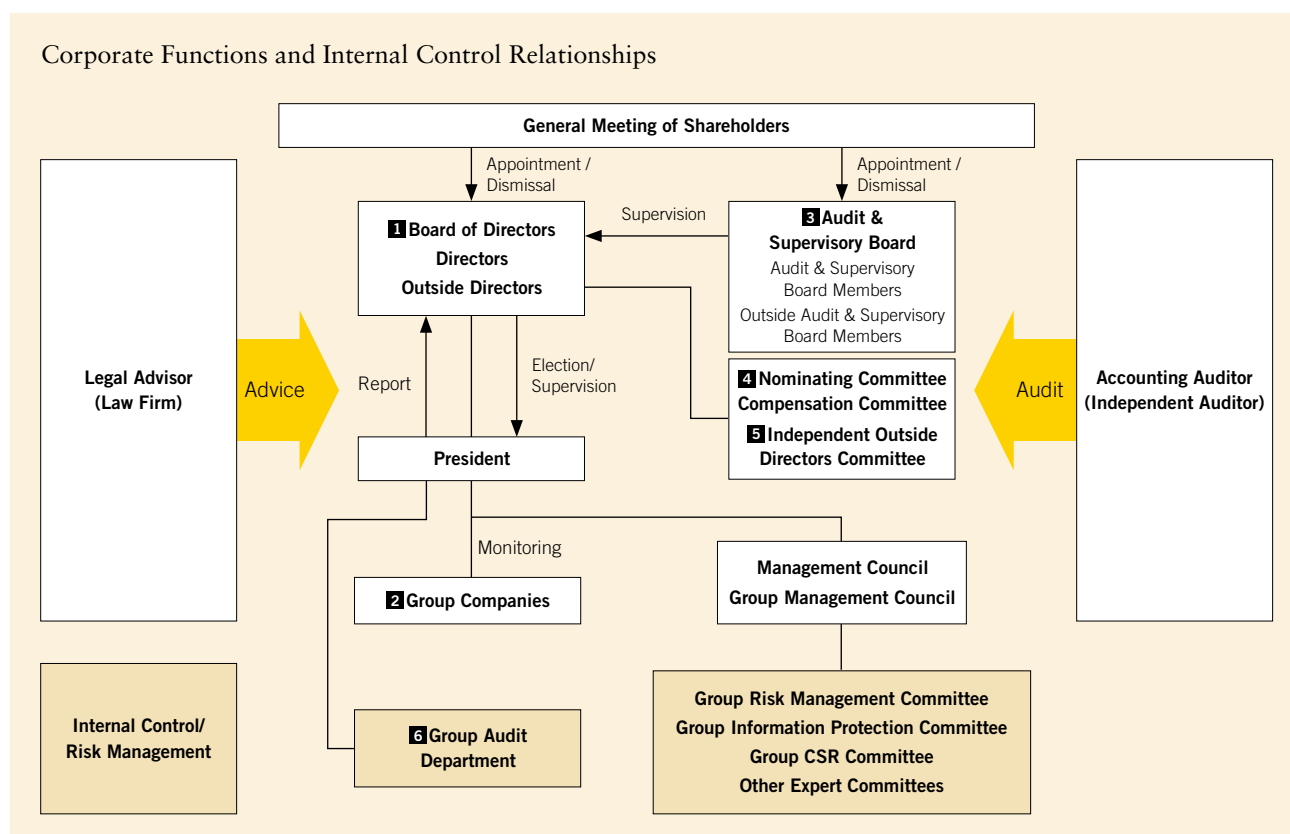 Corporate Functions and Internal Control Relationships
General Meeting of Shareholders
Appointment /
Dismissal
Appointment /
Dismissal
1 Board of Directors
Directors
Outside Directors
Supervision
3 Audit &
Supervisory Board
Audit & Supervisory
Board Members
Outside Audit & Supervisory
Board Members
Legal Advisor
(Law Firm)
Advice
Report
Election/
Supervision
4 Nominating Committee
Compensation Committee
5 Independent Outside
Directors Committee
Audit
Accounting Auditor
(Independent Auditor)
President
Monitoring
2 Group Companies
Management Council
Group Management Council
Internal Control/
Risk Management
6 Group Audit
Department
Group Risk Management Committee
Group Information Protection Committee
Group CSR Committee
Other Expert Committees